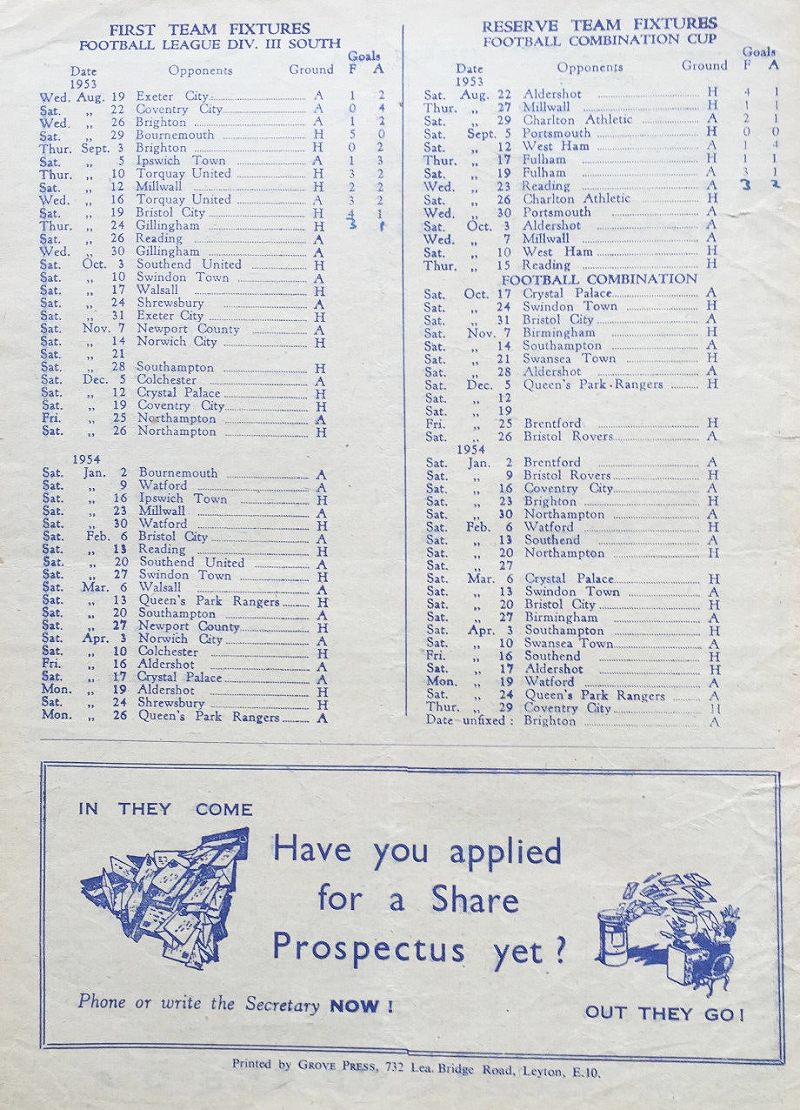 FIRST TEAM FIXTURES
FOOTBALL LEAGUE DIV. III SOUTH
Goals
Date Opponents Ground F A
1953
Wed. Aug. 19 Exeter City A 1 2
Sat. „ 22 Coventry City A 0 4
Wed. „ 26 Brighton A 1 2
Sat. „ 29 Bournemouth H 5 0
Thur. Sept. 3 Brighton H 0 2
Sat. „ 5 Ipswich Town A 1 3
Thur. „ 10 Torquay United H 3 2
Sat. „ 12 Millwall H 2 2
Wed. „ 16 Torquay United A 3 2
Sat. „ 19 Bristol City H 4 1
Thur. „ 24 Gillingham H 3 1
Sat. „ 26 Reading A
Wed. „ 30 Gillingham A
Sat. Oct. 3 Southend United H
Sat. „ 10 Swindon Town A
Sat. „ 17 Walsall H
Sat. „ 24 Shrewsbury A
Sat. „ 31 Exeter City H
Sat. Nov. 7 Newport County A
Sat. „ 14 Norwich City H
Sat. „ 21
Sat. „ 28 Southampton H
Sat. Dec. 5 Colchester A
Sat. „ 12 Crystal Palace H
Sat. „ 19 Coventry City H
Fri. „ 25 Northampton A
Sat. „ 26 Northampton H
1954
Sat. Jan. 2 Bournemouth A
Sat. „ 9 Watford A
Sat. „ 16 Ipswich Town H
Sat. „ 23 Millwall A
Sat. „ 30 Watford H
Sat. Feb. 6 Bristol City A
Sat. „ 13 Reading H
Sat. „ 20 Southend United A
Sat. „ 27 Swindon Town H
Sat. Mar. 6 Walsall A
Sat. „ 13 Queen's Park Rangers H
Sat. „ 20 Southampton A
Sat. „ 27 Newport County H
Sat. Apr. 3 Norwich City A
Sat. „ 10 Colchester H
Fri. „ 16 Aldershot A
Sat. „ 17 Crystal Palace A
Mon. „ 19 Aldershot H
Sat. „ 24 Shrewsbury H
Mon. „ 26 Queen's Park Rangers A
RESERVE TEAM FIXTURES
FOOTBALL COMBINATION CUP
Goals
Date Opponents Ground F A
1953
Sat. Aug. 22 Aldershot H 4 1
Thur. „ 27 Millwall H 1 1
Sat. „ 29 Charlton Athletic A 2 1
Sat. Sept. 5 Portsmouth H 0 0
Sat. „ 12 West Ham A 1 4
Thur. „ 17 Fulham H 1 1
Sat. „ 19 Fulham A 3 1
Wed. „ 23 Reading A 3 2
Sat. „ 26 Charlton Athletic H
Wed. „ 30 Portsmouth A
Sat. Oct. 3 Aldershot A
Wed. „ 7 Millwall A
Sat. „ 10 West Ham H
Thur. „ 15 Reading H
FOOTBALL COMBINATION
Sat. Oct. 17 Crystal Palace A
Sat. „ 24 Swindon Town H
Sat. „ 31 Bristol City A
Sat. Nov. 7 Birmingham H
Sat. „ 14 Southampton A
Sat. „ 21 Swansea Town H
Sat. „ 28 Aldershot A
Sat. Dec. 5 Queen's Park Rangers H
Sat. „ 12
Sat. „ 19
Fri. „ 25 Brentford H
Sat. „ 26 Bristol Rovers A
1954
Sat. Jan. 2 Brentford A
Sat. „ 9 Bristol Rovers H
Sat. „ 16 Coventry City A
Sat. „ 23 Brighton H
Sat. „ 30 Northampton A
Sat. Feb. 6 Watford H
Sat. „ 13 Southend A
Sat. „ 20 Northampton H
Sat. „ 27
Sat. Mar. 6 Crystal Palace H
Sat. „ 13 Swindon Town A
Sat. „ 20 Bristol City H
Sat. „ 27 Birmingham A
Sat. Apr. 3 Southampton H
Sat. „ 10 Swansea Town A
Fri. „ 16 Southend H
Sat. „ 17 Aldershot H
Mon. „ 19 Watford A
Sat. „ 24 Queen's Park Rangers A
Thur. „ 29 Coventry City H
Date unfixed : Brighton A
IN THEY COME
Have you applied
for a Share
Prospectus yet ?
Phone or write the Secretary NOW !
OUT THEY GO !
Printed by GROVE PRESS, 732 Lea Bridge Road, Leyton, E.10.